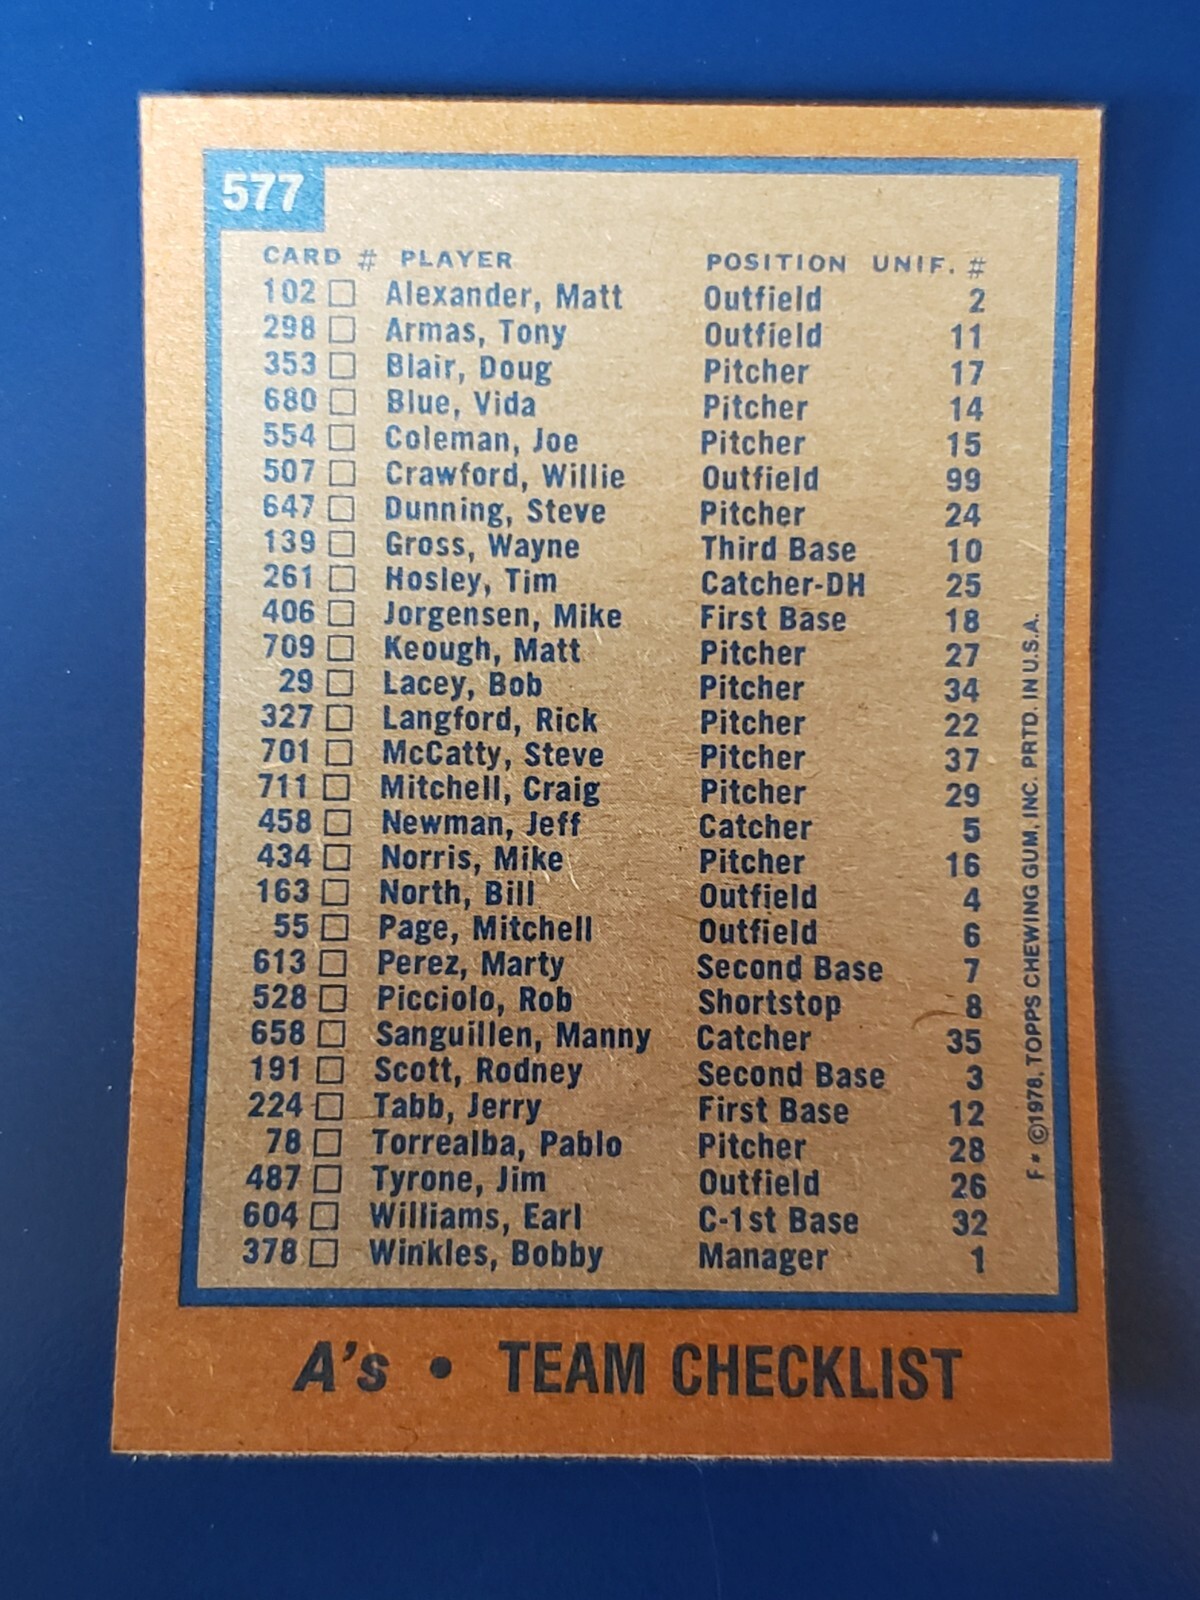 577
CARD # PLAYER POSITION UNIF. #
102 □ Alexander, Matt Outfield 2
298 □ Armas, Tony Outfield 11
353 □ Blair, Doug Pitcher 17
680 □ Blue, Vida Pitcher 14
554 □ Coleman, Joe Pitcher 15
507 □ Crawford, Willie Outfield 99
647 □ Dunning, Steve Pitcher 24
139 □ Gross, Wayne Third Base 10
261 □ Hosley, Tim Catcher-DH 25
406 □ Jorgensen, Mike First Base 18
709 □ Keough, Matt Pitcher 27
29 □ Lacey, Bob Pitcher 34
327 □ Langford, Rick Pitcher 22
701 □ McCatty, Steve Pitcher 37
711 □ Mitchell, Craig Pitcher 29
458 □ Newman, Jeff Catcher 5
434 □ Norris, Mike Pitcher 16
163 □ North, Bill Outfield 4
55 □ Page, Mitchell Outfield 6
613 □ Perez, Marty Second Base 7
528 □ Picciolo, Rob Shortstop 8
658 □ Sanguillen, Manny Catcher 35
191 □ Scott, Rodney Second Base 3
224 □ Tabb, Jerry First Base 12
78 □ Torrealba, Pablo Pitcher 28
487 □ Tyrone, Jim Outfield 26
604 □ Williams, Earl C-1st Base 32
378 □ Winkles, Bobby Manager 1
F* ©1978, TOPPS CHEWING GUM, INC. PRTD. IN U.S.A.
A's • TEAM CHECKLIST